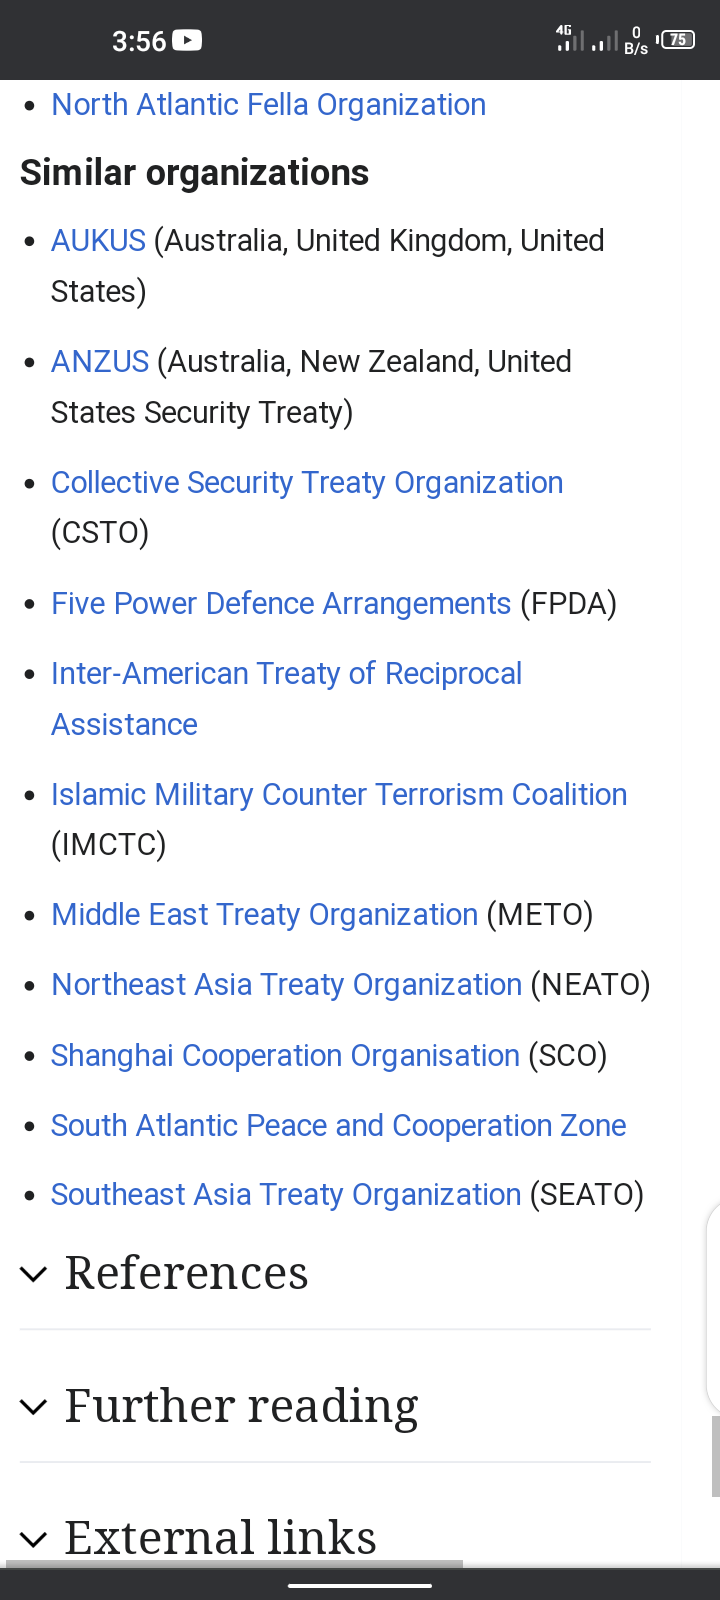 3:56
4G
0
B/s
75
North Atlantic Fella Organization
Similar organizations
AUKUS (Australia, United Kingdom, United
States)
ANZUS (Australia, New Zealand, United
States Security Treaty)
Collective Security Treaty Organization
(CSTO)
Five Power Defence Arrangements (FPDA)
Inter-American Treaty of Reciprocal
Assistance
Islamic Military Counter Terrorism Coalition
(IMCTC)
Middle East Treaty Organization (METO)
Northeast Asia Treaty Organization (NEATO)
Shanghai Cooperation Organisation (SCO)
South Atlantic Peace and Cooperation Zone
Southeast Asia Treaty Organization (SEATO)
References
Further reading
External links